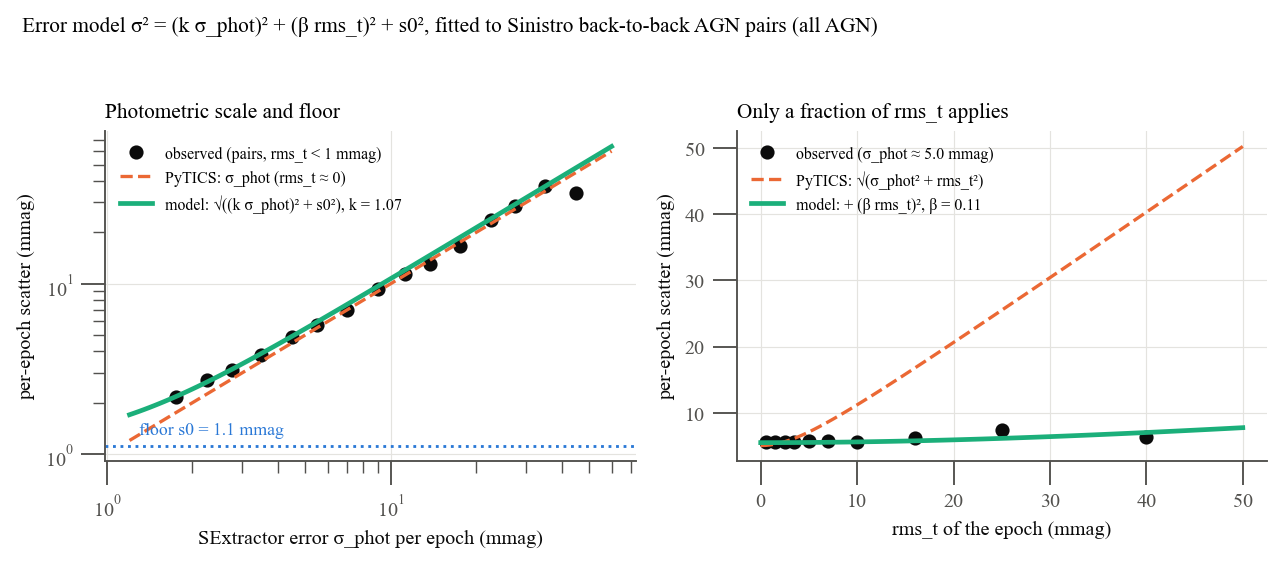 Error model σ² = (k σ_phot)² + (β rms_t)² + s0², fitted to Sinistro back-to-back AGN pairs (all AGN)
Photometric scale and floor
observed (pairs, rms_t < 1 mmag)
PyTICS: σ_phot (rms_t ≈ 0)
model: √((k σ_phot)² + s0²), k = 1.07
floor s0 = 1.1 mmag
per-epoch scatter (mmag)
10¹
10⁰
10⁰ 10¹
SExtractor error σ_phot per epoch (mmag)
Only a fraction of rms_t applies
observed (σ_phot ≈ 5.0 mmag)
PyTICS: √(σ_phot² + rms_t²)
model: + (β rms_t)², β = 0.11
per-epoch scatter (mmag)
50
40
30
20
10
0 10 20 30 40 50
rms_t of the epoch (mmag)